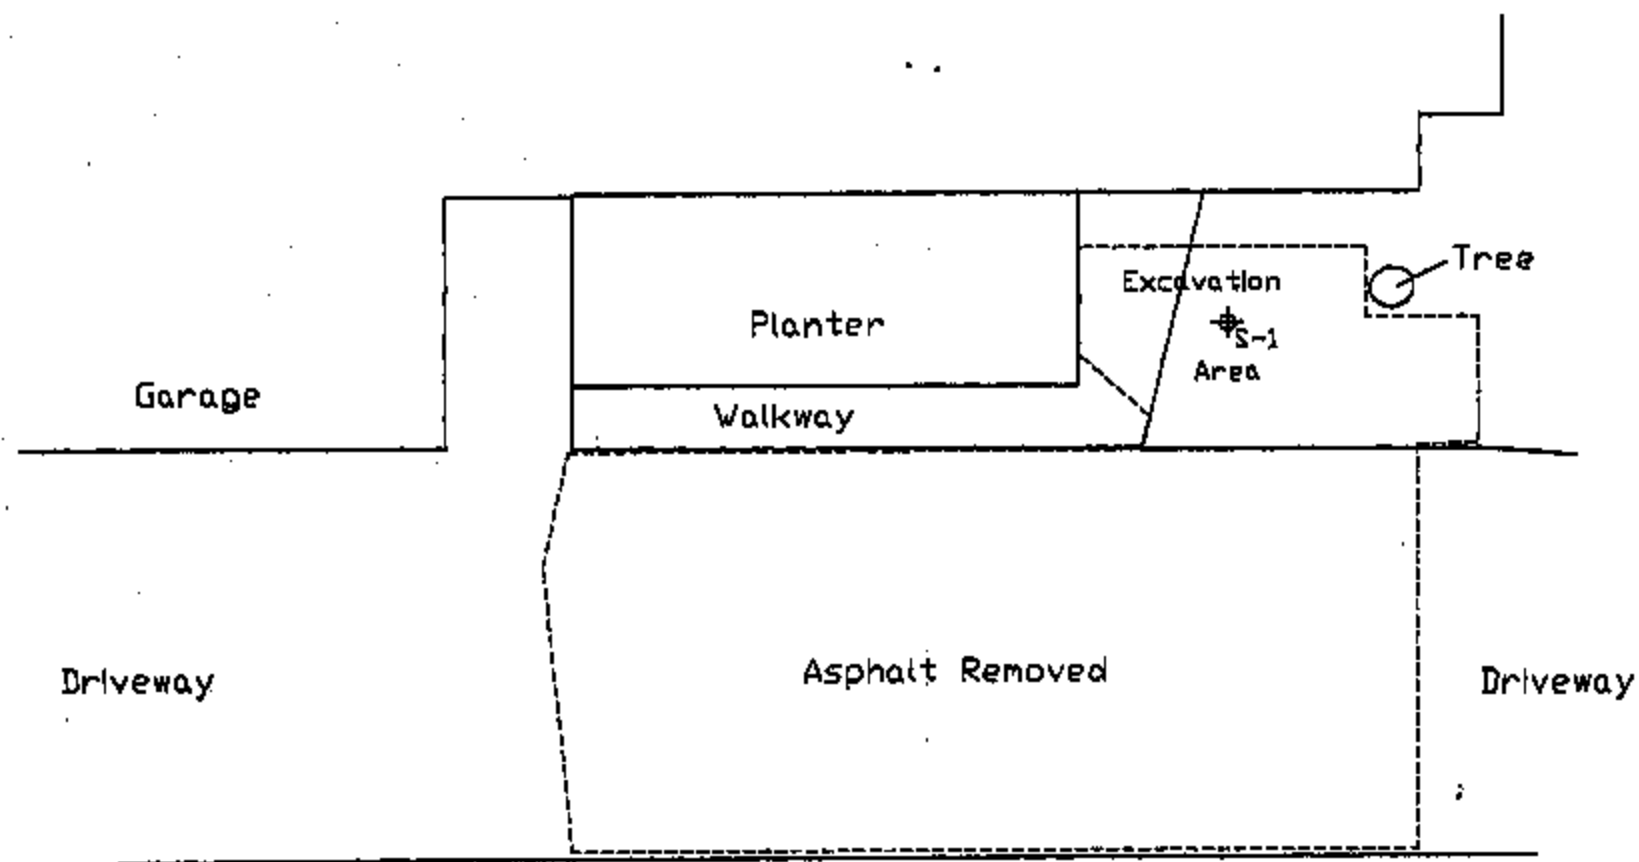 Tree
Excavation
S-1
Area
Planter
Garage
Walkway
Driveway
Asphalt Removed
Driveway